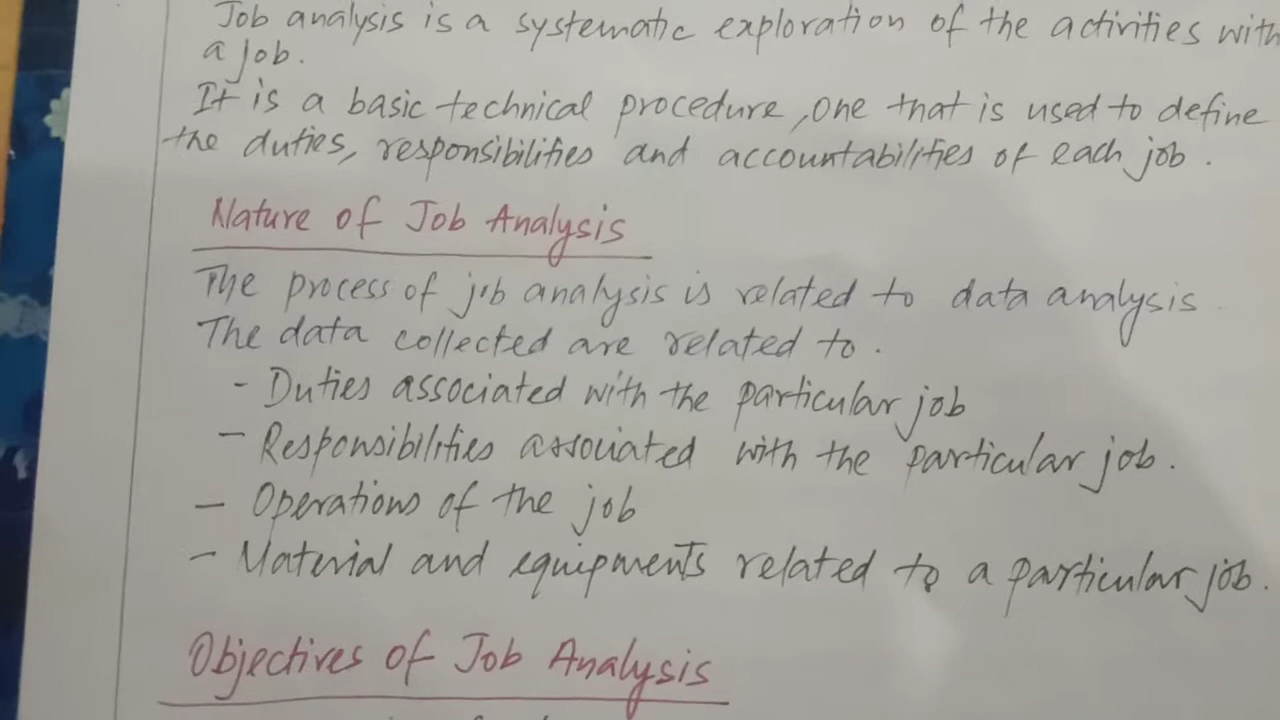 Job analysis is a systematic exploration of the activities with
a job.
It is a basic technical procedure, one that is used to define
the duties, responsibilities and accountabilities of each job.
Nature of Job Analysis
The process of job analysis is related to data analysis
The data collected are related to.
- Duties associated with the particular job
- Responsibilities associated with the particular job.
- Operations of the job
- Material and equipments related to a particular job.
Objectives of Job Analysis